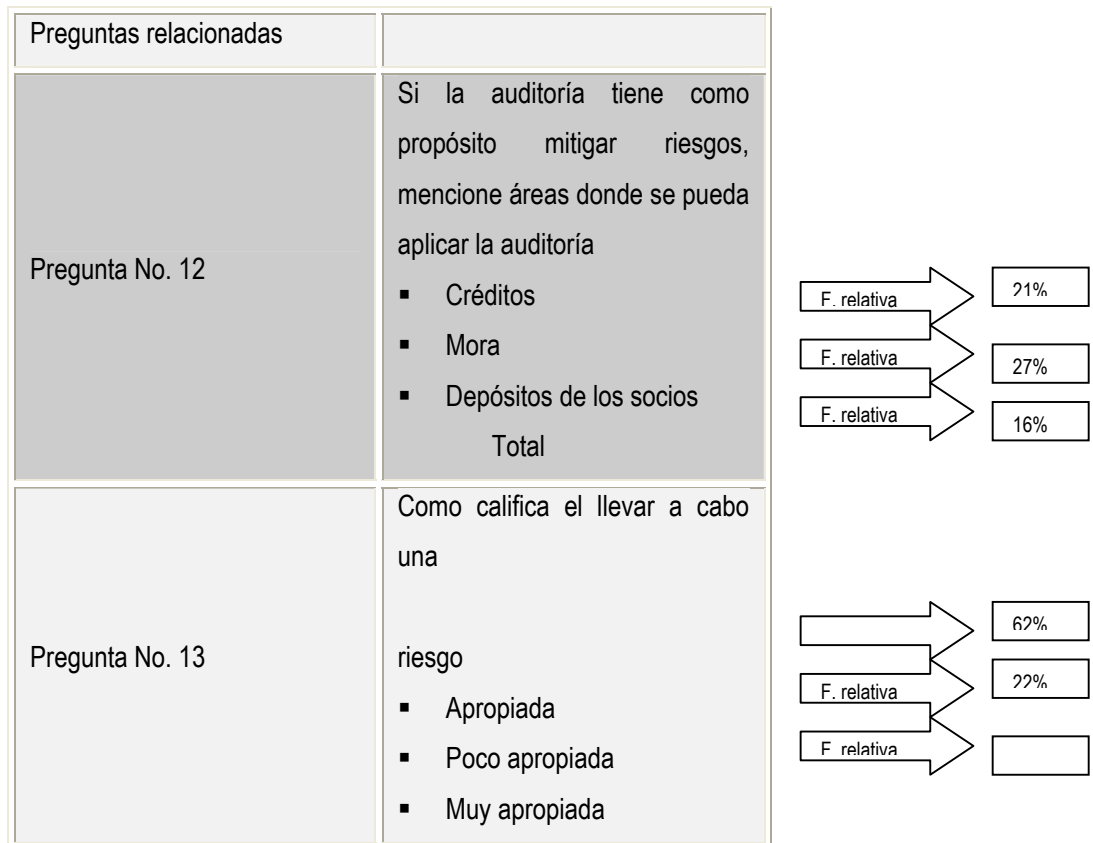 Preguntas relacionadas
Pregunta No. 12
Si la auditoría tiene como
propósito mitigar riesgos,
mencione áreas donde se pueda
aplicar la auditoría
▪ Créditos
▪ Mora
▪ Depósitos de los socios
Total
F. relativa 21%
F. relativa 27%
F. relativa 16%
Pregunta No. 13
Como califica el llevar a cabo
una
riesgo
▪ Apropiada
▪ Poco apropiada
▪ Muy apropiada
62%
F. relativa 22%
F. relativa